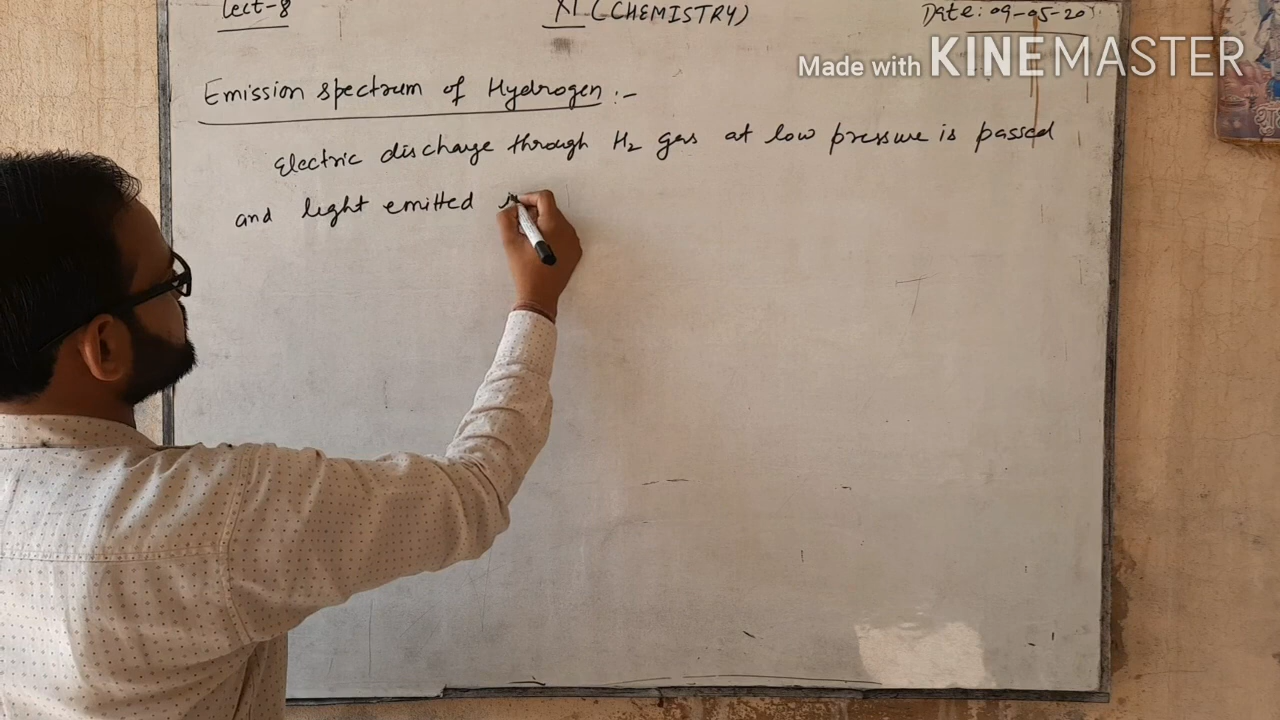 Lect-8 XI (CHEMISTRY) Date: 09-05-20
Made with KINEMASTER
Emission spectrum of Hydrogen :-
Electric discharge through H₂ gas at low pressure is passed
and light emitted